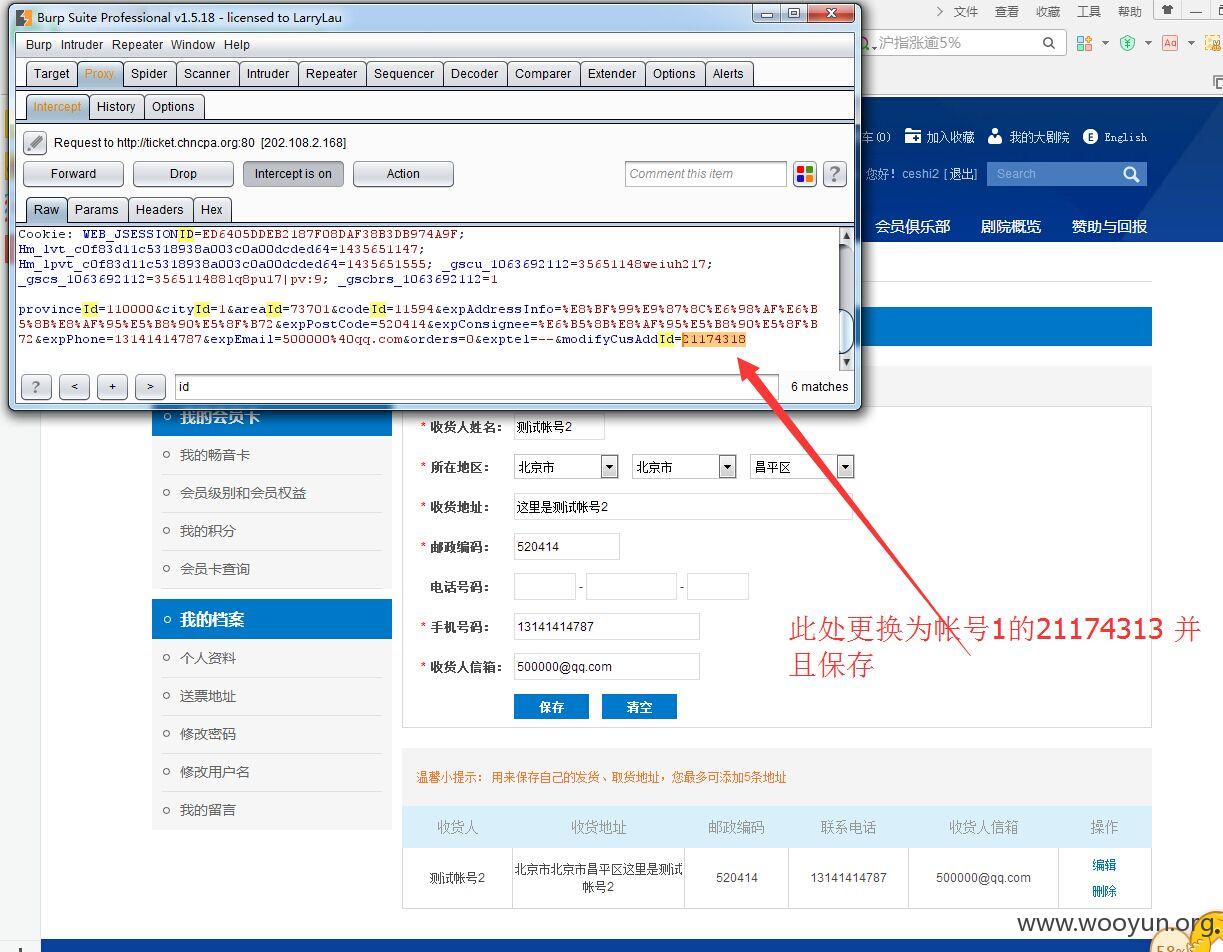 Burp Suite Professional v1.5.18 - licensed to LarryLau
Burp Intruder Repeater Window Help
Target Proxy Spider Scanner Intruder Repeater Sequencer Decoder Comparer Extender Options Alerts
Intercept History Options
Request to http://ticket.chncpa.org:80 [202.108.2.168]
Forward Drop Intercept is on Action Comment this item ?
Raw Params Headers Hex
Cookie: WEB_JSESSIONID=ED6405DDEB2187F08DAF38B3DB974A9F;
Hm_lvt_c0f83d11c5318938a003c0a00dcded64=1435651147;
Hm_lpvt_c0f83d11c5318938a003c0a00dcded64=1435651555; _gscu_1063692112=35651148weiuh217;
_gscs_1063692112=356511488lq8pu17|pv:9; _gscbrs_1063692112=1
provinceId=110000&cityId=1&areaId=73701&codeId=11594&expAddressInfo=%E8%BF%99%E9%87%8C%E6%98%AF%E6%B
5%8B%E8%AF%95%E5%B8%90%E5%8F%B72&expPostCode=520414&expConsignee=%E6%B5%8B%E8%AF%95%E5%B8%90%E5%8F%B
72&expPhone=13141414787&expEmail=500000%40qq.com&orders=0&exptel=--&modifyCusAddId=21174318
? < + > id 6 matches
文件 查看 收藏 工具 帮助
沪指涨逾5%
车(0) 加入收藏 我的大剧院 E English
您好! ceshi2 [退出] Search
会员俱乐部 剧院概览 赞助与回报
我的会员卡
我的畅音卡
会员级别和会员权益
我的积分
会员卡查询
我的档案
个人资料
送票地址
修改密码
修改用户名
我的留言
* 收货人姓名: 测试帐号2
* 所在地区: 北京市 北京市 昌平区
* 收货地址: 这里是测试帐号2
* 邮政编码: 520414
电话号码: - -
* 手机号码: 13141414787
* 收货人信箱: 500000@qq.com
保存 清空
此处更换为帐号1的21174313 并
且保存
温馨小提示: 用来保存自己的发货、取货地址，您最多可添加5条地址
收货人 收货地址 邮政编码 联系电话 收货人信箱 操作
测试帐号2 北京市北京市昌平区这里是测试
帐号2 520414 13141414787 500000@qq.com 编辑
删除
www.wooyun.org
58%